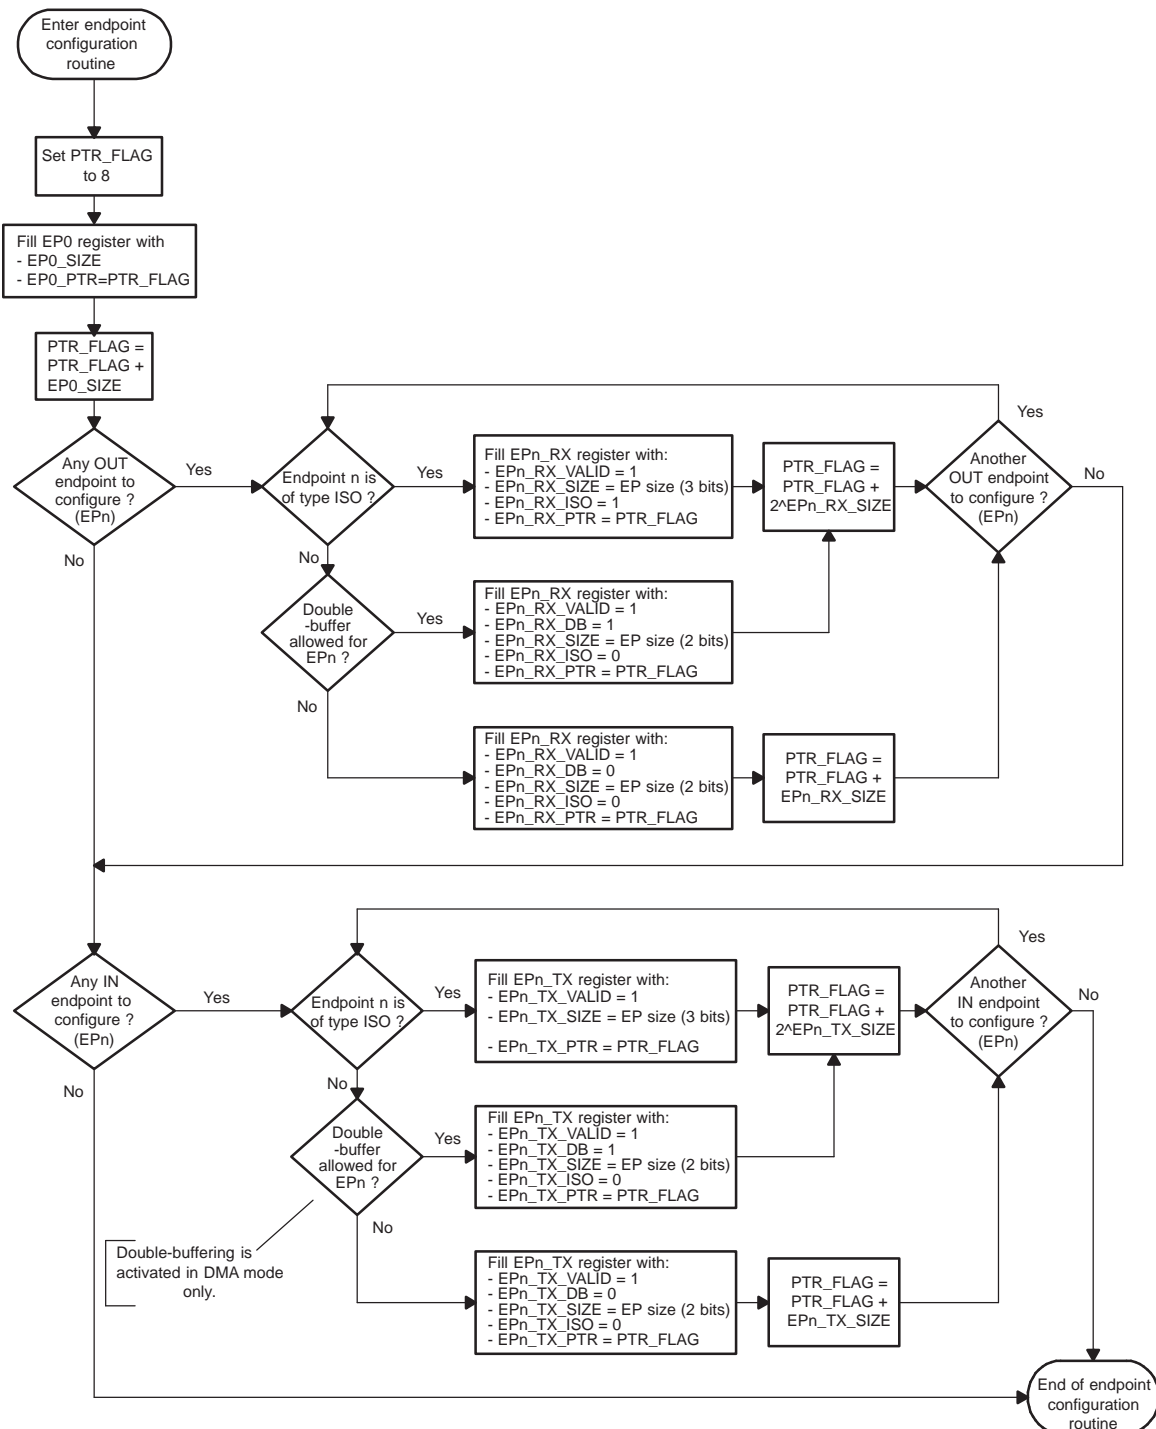 Enter endpoint
configuration
routine
Set PTR_FLAG
to 8
Fill EP0 register with
- EP0_SIZE
- EP0_PTR=PTR_FLAG
PTR_FLAG =
PTR_FLAG +
EP0_SIZE
Any OUT
endpoint to
configure ?
(EPn)
Yes
No
Endpoint n is
of type ISO ?
Yes
No
Fill EPn_RX register with:
- EPn_RX_VALID = 1
- EPn_RX_SIZE = EP size (3 bits)
- EPn_RX_ISO = 1
- EPn_RX_PTR = PTR_FLAG
PTR_FLAG =
PTR_FLAG +
2^EPn_RX_SIZE
Another
OUT endpoint
to configure ?
(EPn)
Yes
No
Double
-buffer
allowed for
EPn ?
Yes
No
Fill EPn_RX register with:
- EPn_RX_VALID = 1
- EPn_RX_DB = 1
- EPn_RX_SIZE = EP size (2 bits)
- EPn_RX_ISO = 0
- EPn_RX_PTR = PTR_FLAG
Fill EPn_RX register with:
- EPn_RX_VALID = 1
- EPn_RX_DB = 0
- EPn_RX_SIZE = EP size (2 bits)
- EPn_RX_ISO = 0
- EPn_RX_PTR = PTR_FLAG
PTR_FLAG =
PTR_FLAG +
EPn_RX_SIZE
Any IN
endpoint to
configure ?
(EPn)
Yes
No
Endpoint n is
of type ISO ?
Yes
No
Fill EPn_TX register with:
- EPn_TX_VALID = 1
- EPn_TX_SIZE = EP size (3 bits)
- EPn_TX_PTR = PTR_FLAG
PTR_FLAG =
PTR_FLAG +
2^EPn_TX_SIZE
Another
IN endpoint
to configure ?
(EPn)
Yes
No
Double
-buffer
allowed for
EPn ?
Yes
No
Fill EPn_TX register with:
- EPn_TX_VALID = 1
- EPn_TX_DB = 1
- EPn_TX_SIZE = EP size (2 bits)
- EPn_TX_ISO = 0
- EPn_TX_PTR = PTR_FLAG
Double-buffering is
activated in DMA mode
only.
Fill EPn_TX register with:
- EPn_TX_VALID = 1
- EPn_TX_DB = 0
- EPn_TX_SIZE = EP size (2 bits)
- EPn_TX_ISO = 0
- EPn_TX_PTR = PTR_FLAG
PTR_FLAG =
PTR_FLAG +
EPn_TX_SIZE
End of endpoint
configuration
routine